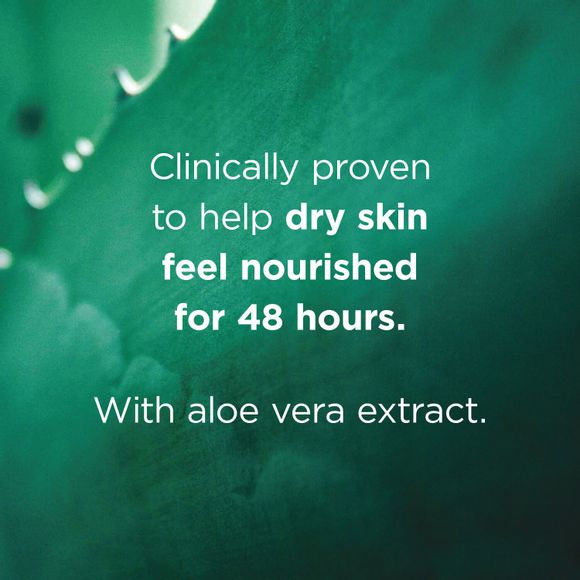 Clinically proven
to help dry skin
feel nourished
for 48 hours.
With aloe vera extract.